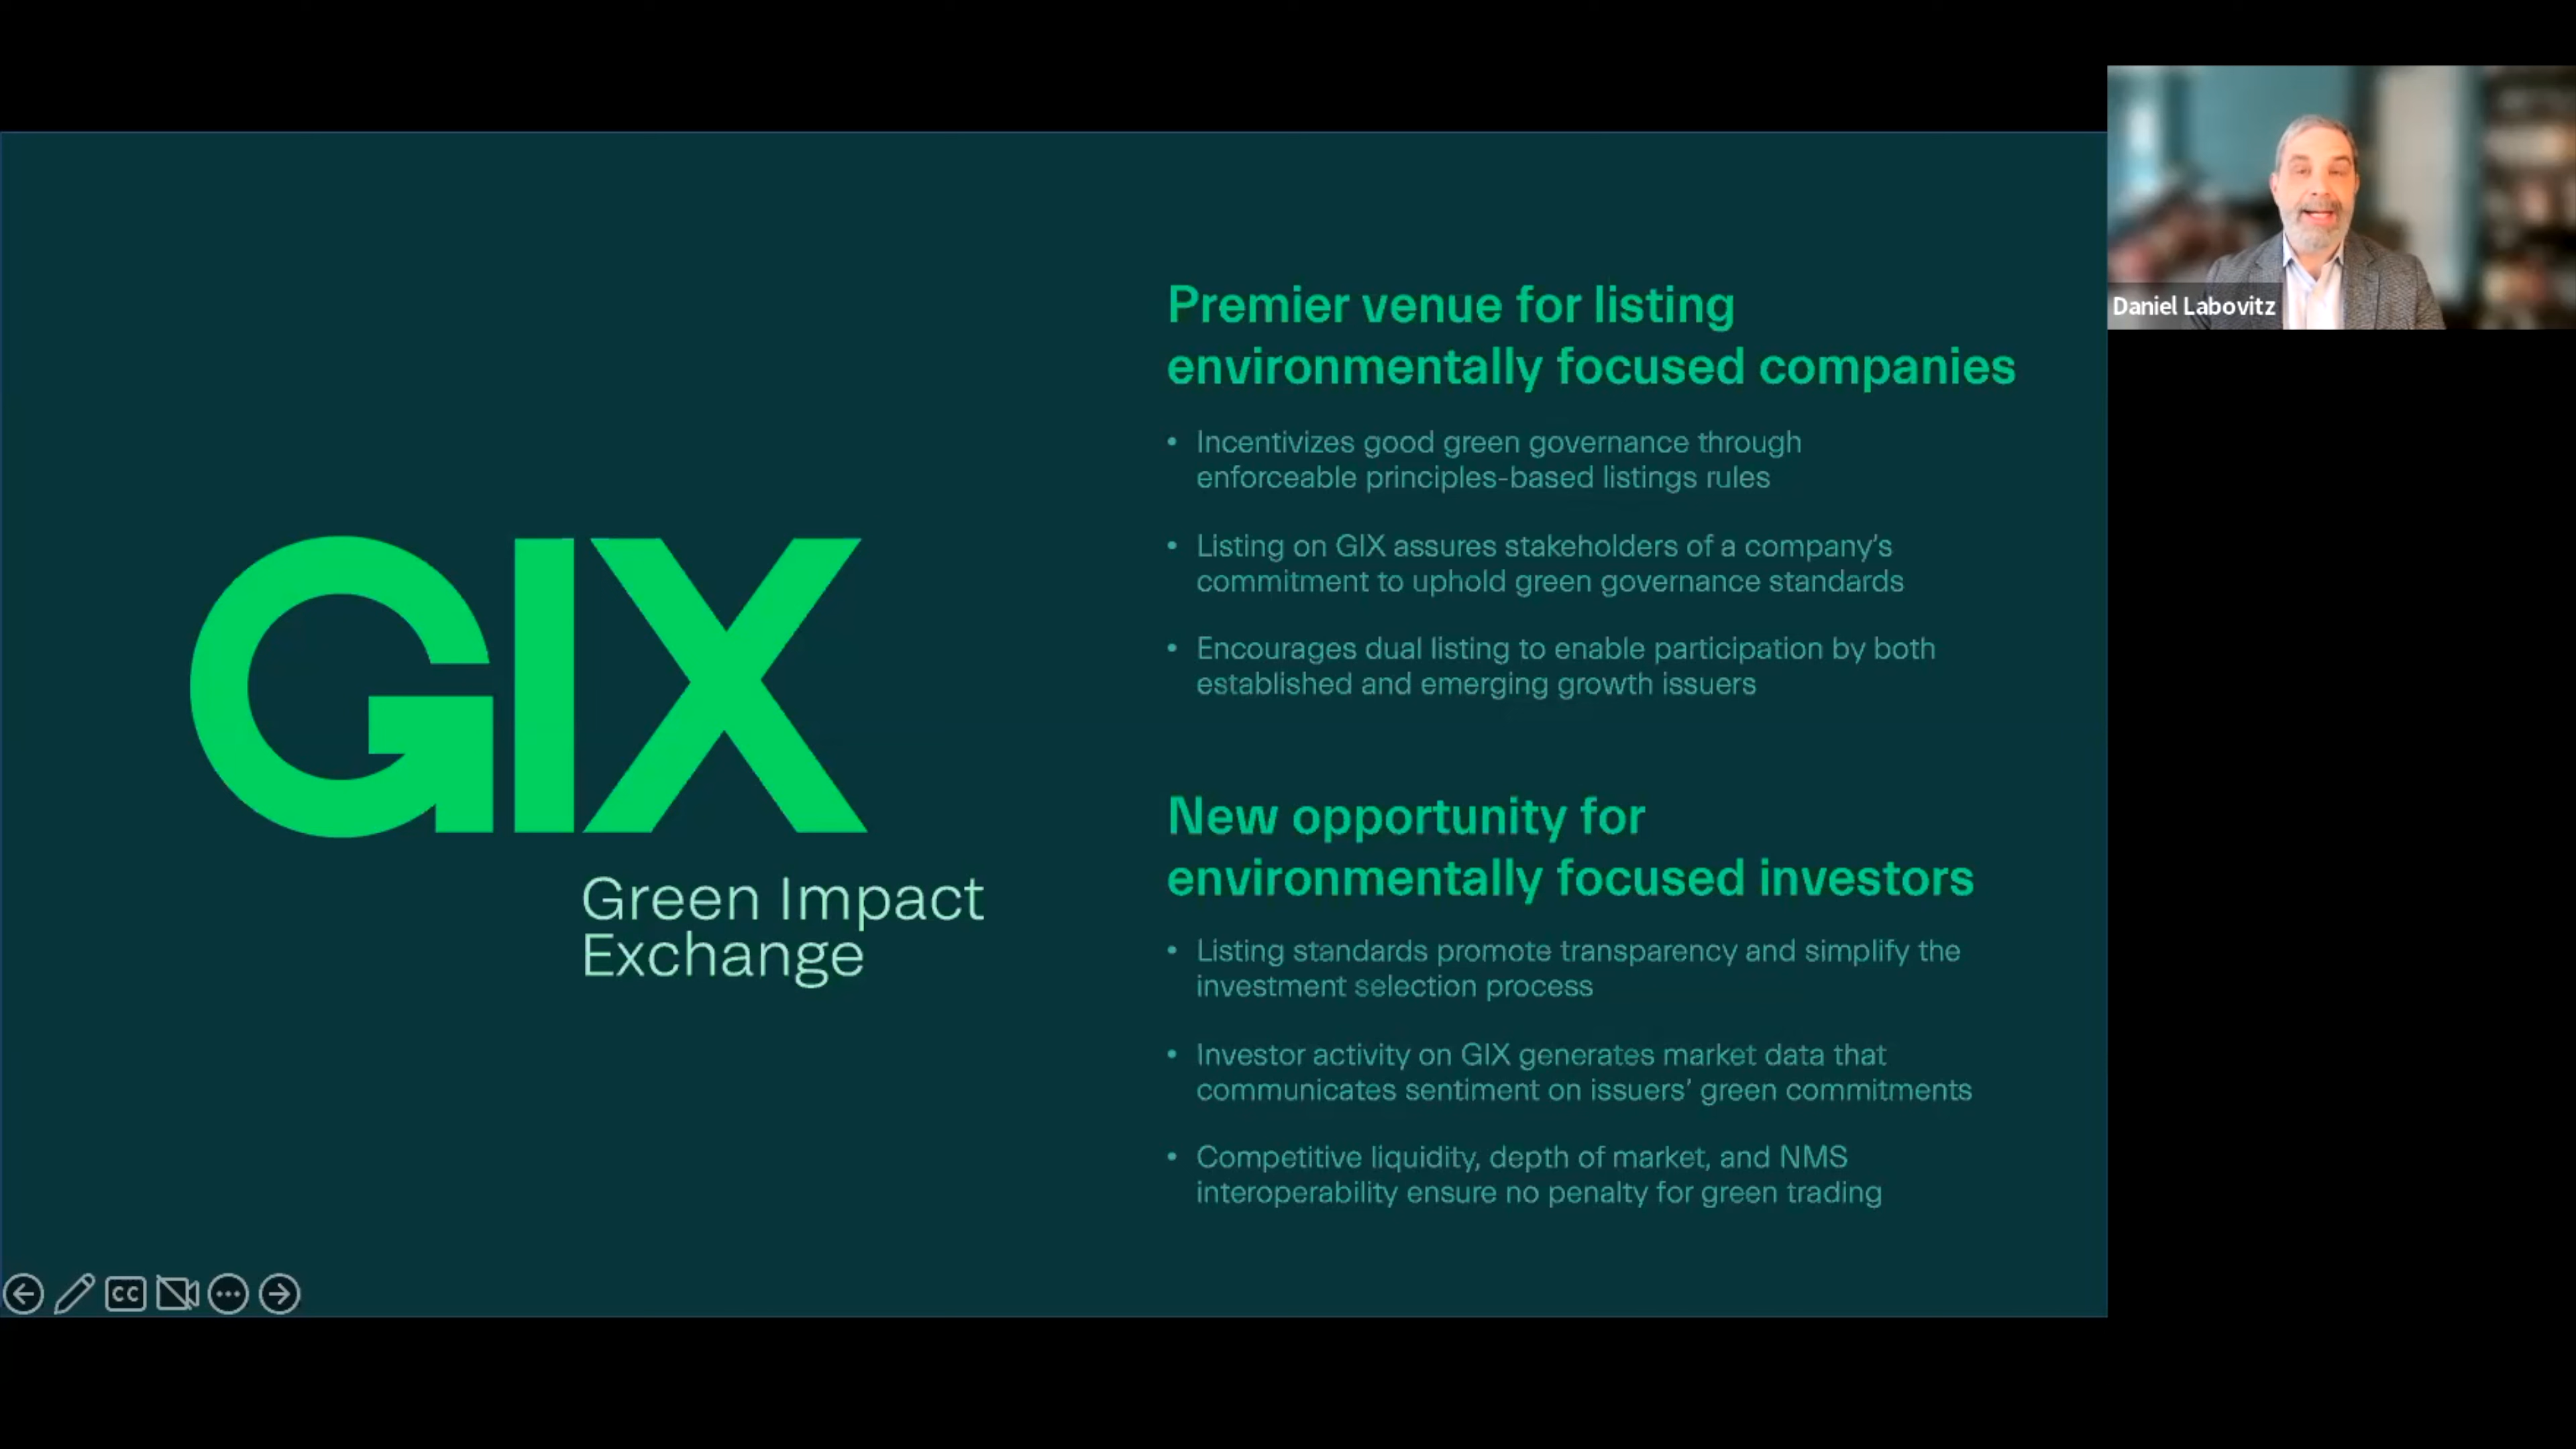 GIX
Green Impact
Exchange
Premier venue for listing
environmentally focused companies
• Incentivizes good green governance through
enforceable principles-based listings rules
• Listing on GIX assures stakeholders of a company’s
commitment to uphold green governance standards
• Encourages dual listing to enable participation by both
established and emerging growth issuers
New opportunity for
environmentally focused investors
• Listing standards promote transparency and simplify the
investment selection process
• Investor activity on GIX generates market data that
communicates sentiment on issuers’ green commitments
• Competitive liquidity, depth of market, and NMS
interoperability ensure no penalty for green trading
Daniel Labovitz
CC